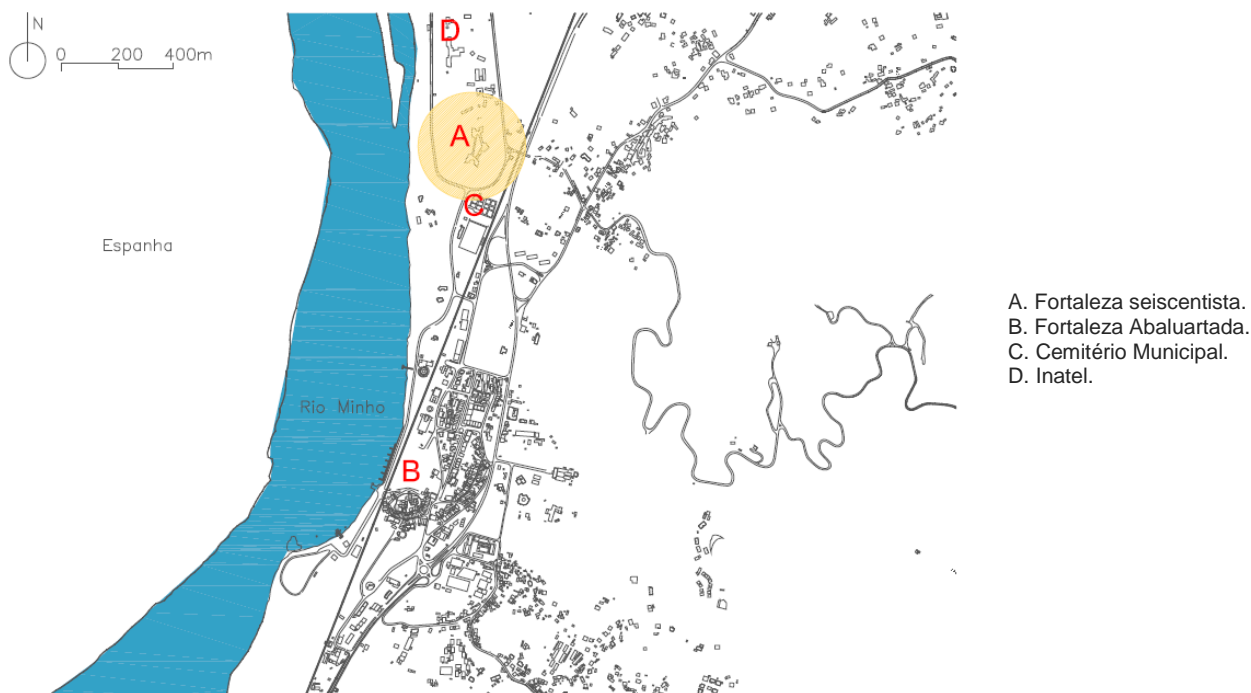 N
0 200 400m
D
A
C
Espanha
Rio Minho
B
A. Fortaleza seiscentista.
B. Fortaleza Abaluartada.
C. Cemitério Municipal.
D. Inatel.